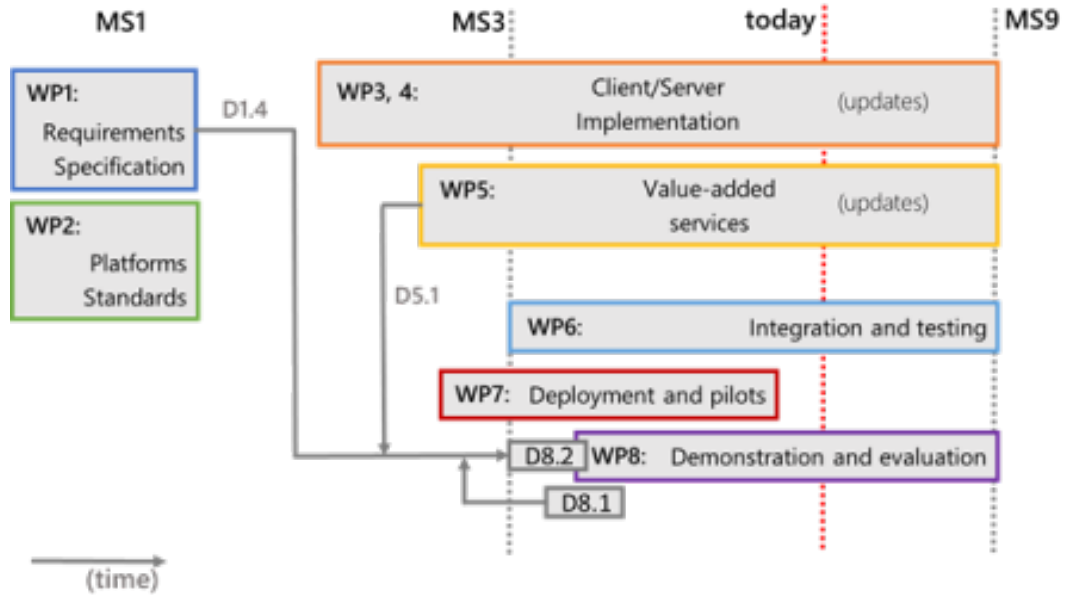 MS1
MS3
today
MS9
WP1:
Requirements
Specification
D1.4
WP3, 4:
Client/Server
Implementation
(updates)
WP5:
Value-added
services
(updates)
WP2:
Platforms
Standards
D5.1
WP6:
Integration and testing
WP7: Deployment and pilots
D8.2
WP8: Demonstration and evaluation
D8.1
(time)